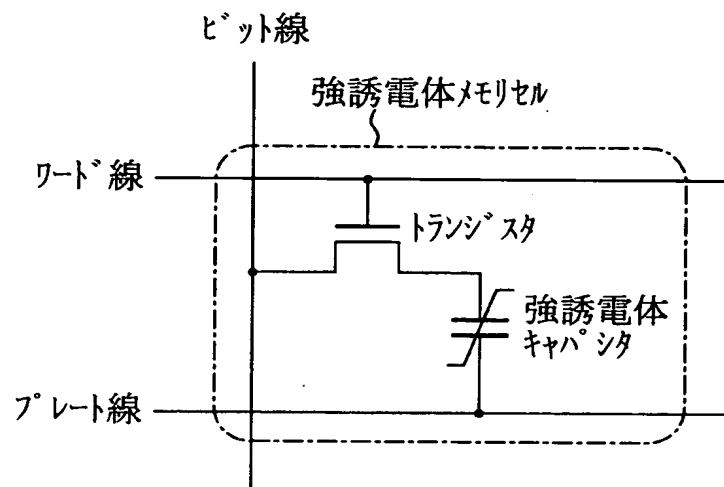 ビット線
強誘電体メモリセル
ワード線
トランジスタ
強誘電体
キャパシタ
プレート線